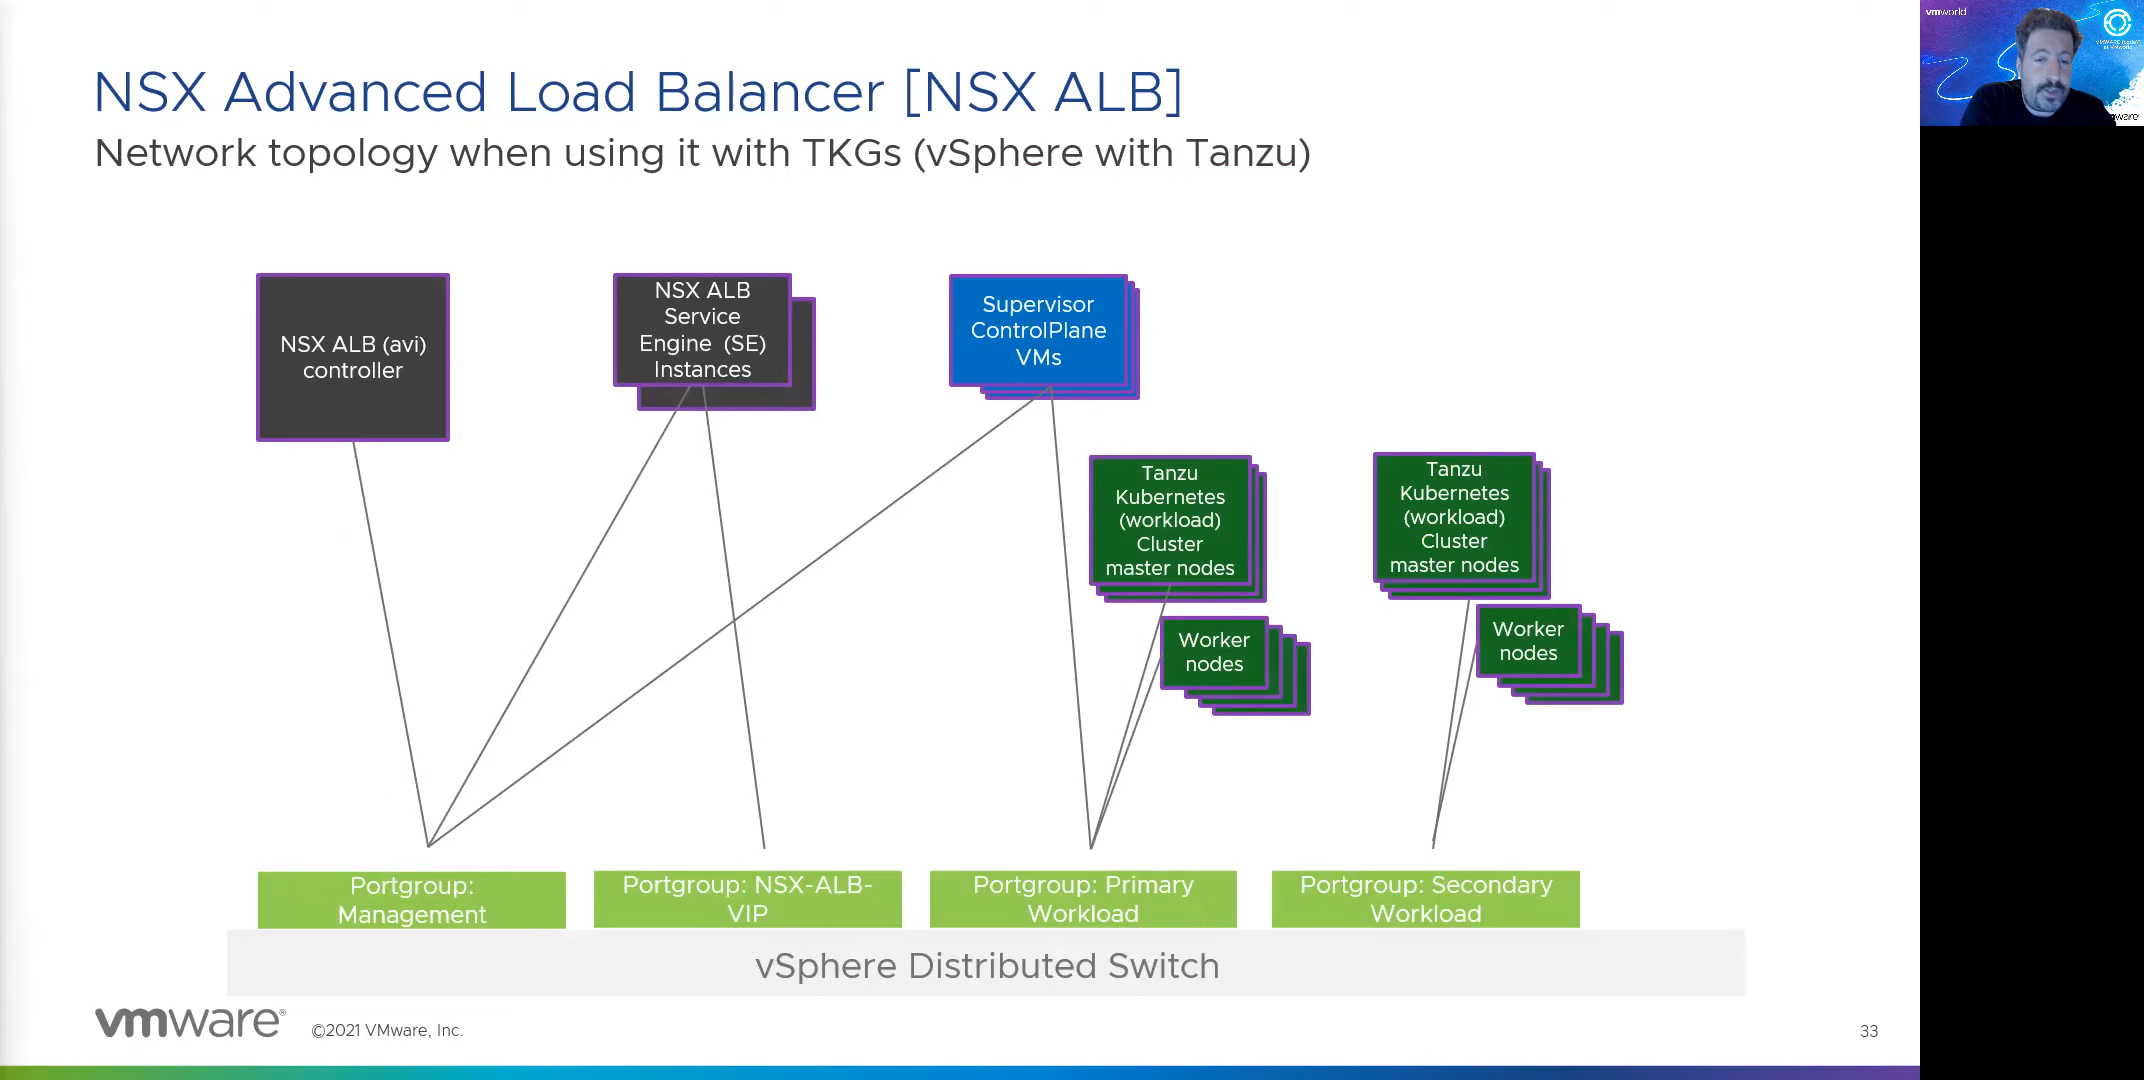 NSX Advanced Load Balancer [NSX ALB]
Network topology when using it with TKGs (vSphere with Tanzu)
NSX ALB (avi)
controller
NSX ALB
Service
Engine (SE)
Instances
Supervisor
ControlPlane
VMs
Tanzu
Kubernetes
(workload)
Cluster
master nodes
Worker
nodes
Tanzu
Kubernetes
(workload)
Cluster
master nodes
Worker
nodes
Portgroup:
Management
Portgroup: NSX-ALB-
VIP
Portgroup: Primary
Workload
Portgroup: Secondary
Workload
vSphere Distributed Switch
vmware®
©2021 VMware, Inc.
33
vmworld